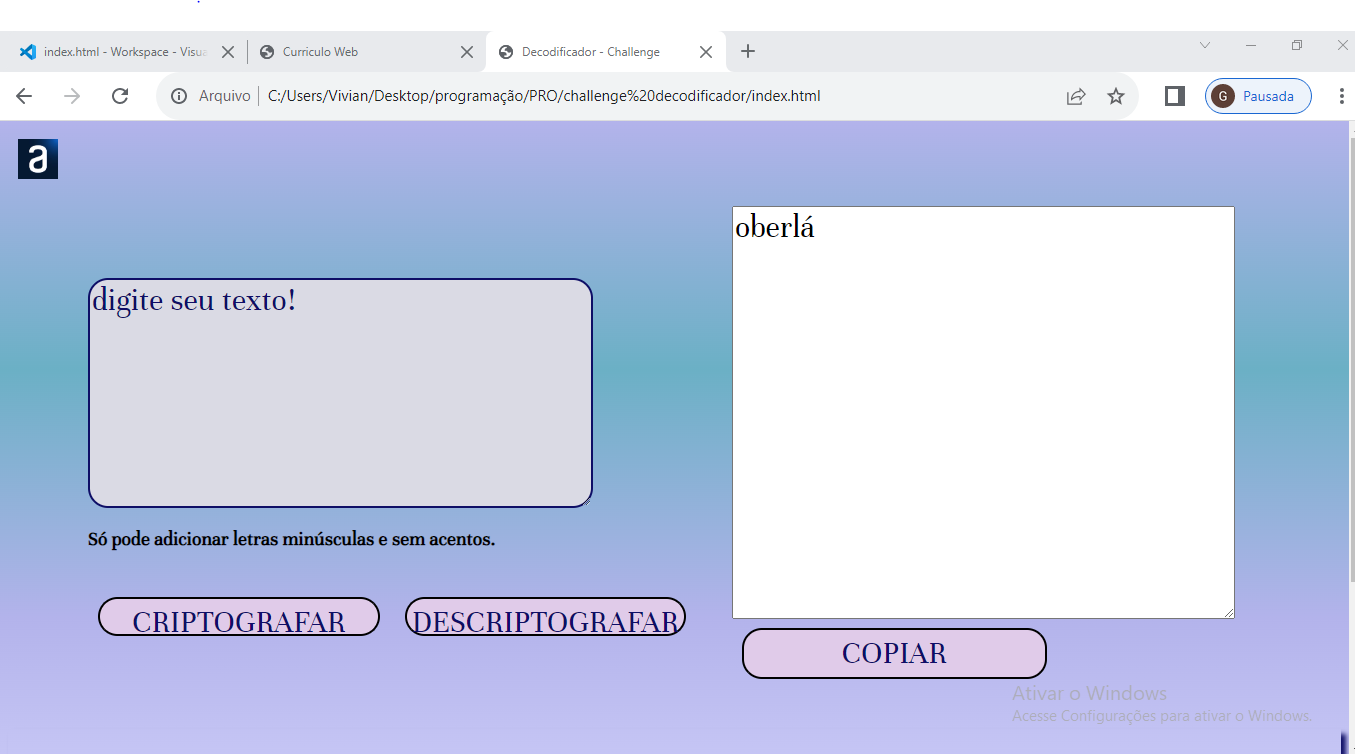 index.html - Workspace - Visua
Curriculo Web
Decodificador - Challenge
Arquivo
C:/Users/Vivian/Desktop/programação/PRO/challenge%20decodificador/index.html
G
Pausada
a
oberlá
digite seu texto!
Só pode adicionar letras minúsculas e sem acentos.
CRIPTOGRAFAR
DESCRIPTOGRAFAR
COPIAR
Ativar o Windows
Acesse Configurações para ativar o Windows.